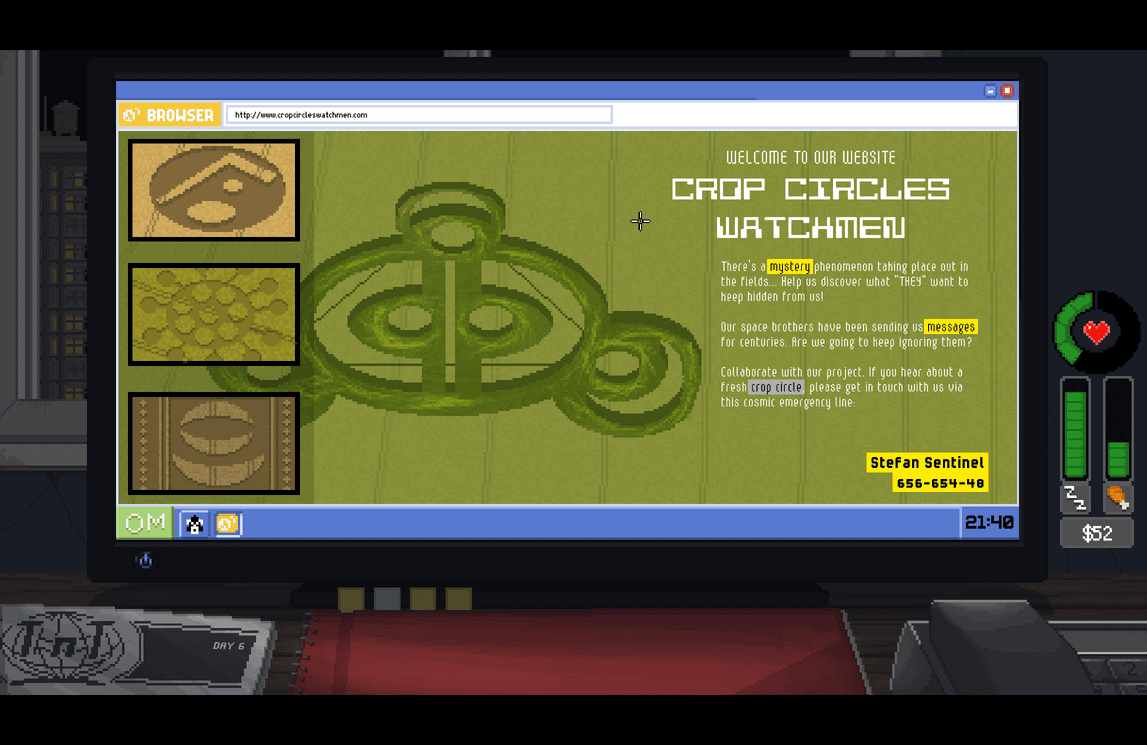 BROWSER
http://www.cropcircleswatchmen.com
WELCOME TO OUR WEBSITE
CROP CIRCLES
WATCHMEN
There's a mystery phenomenon taking place out in
the fields... Help us discover what "THEY" want to
keep hidden from us!
Our space brothers have been sending us messages
for centuries. Are we going to keep ignoring them?
Collaborate with our project. If you hear about a
fresh crop circle please get in touch with us via
this cosmic emergency line:
Stefan Sentinel
656-654-40
OM
21:40
ZZZ
$52
TnT
DAY 6